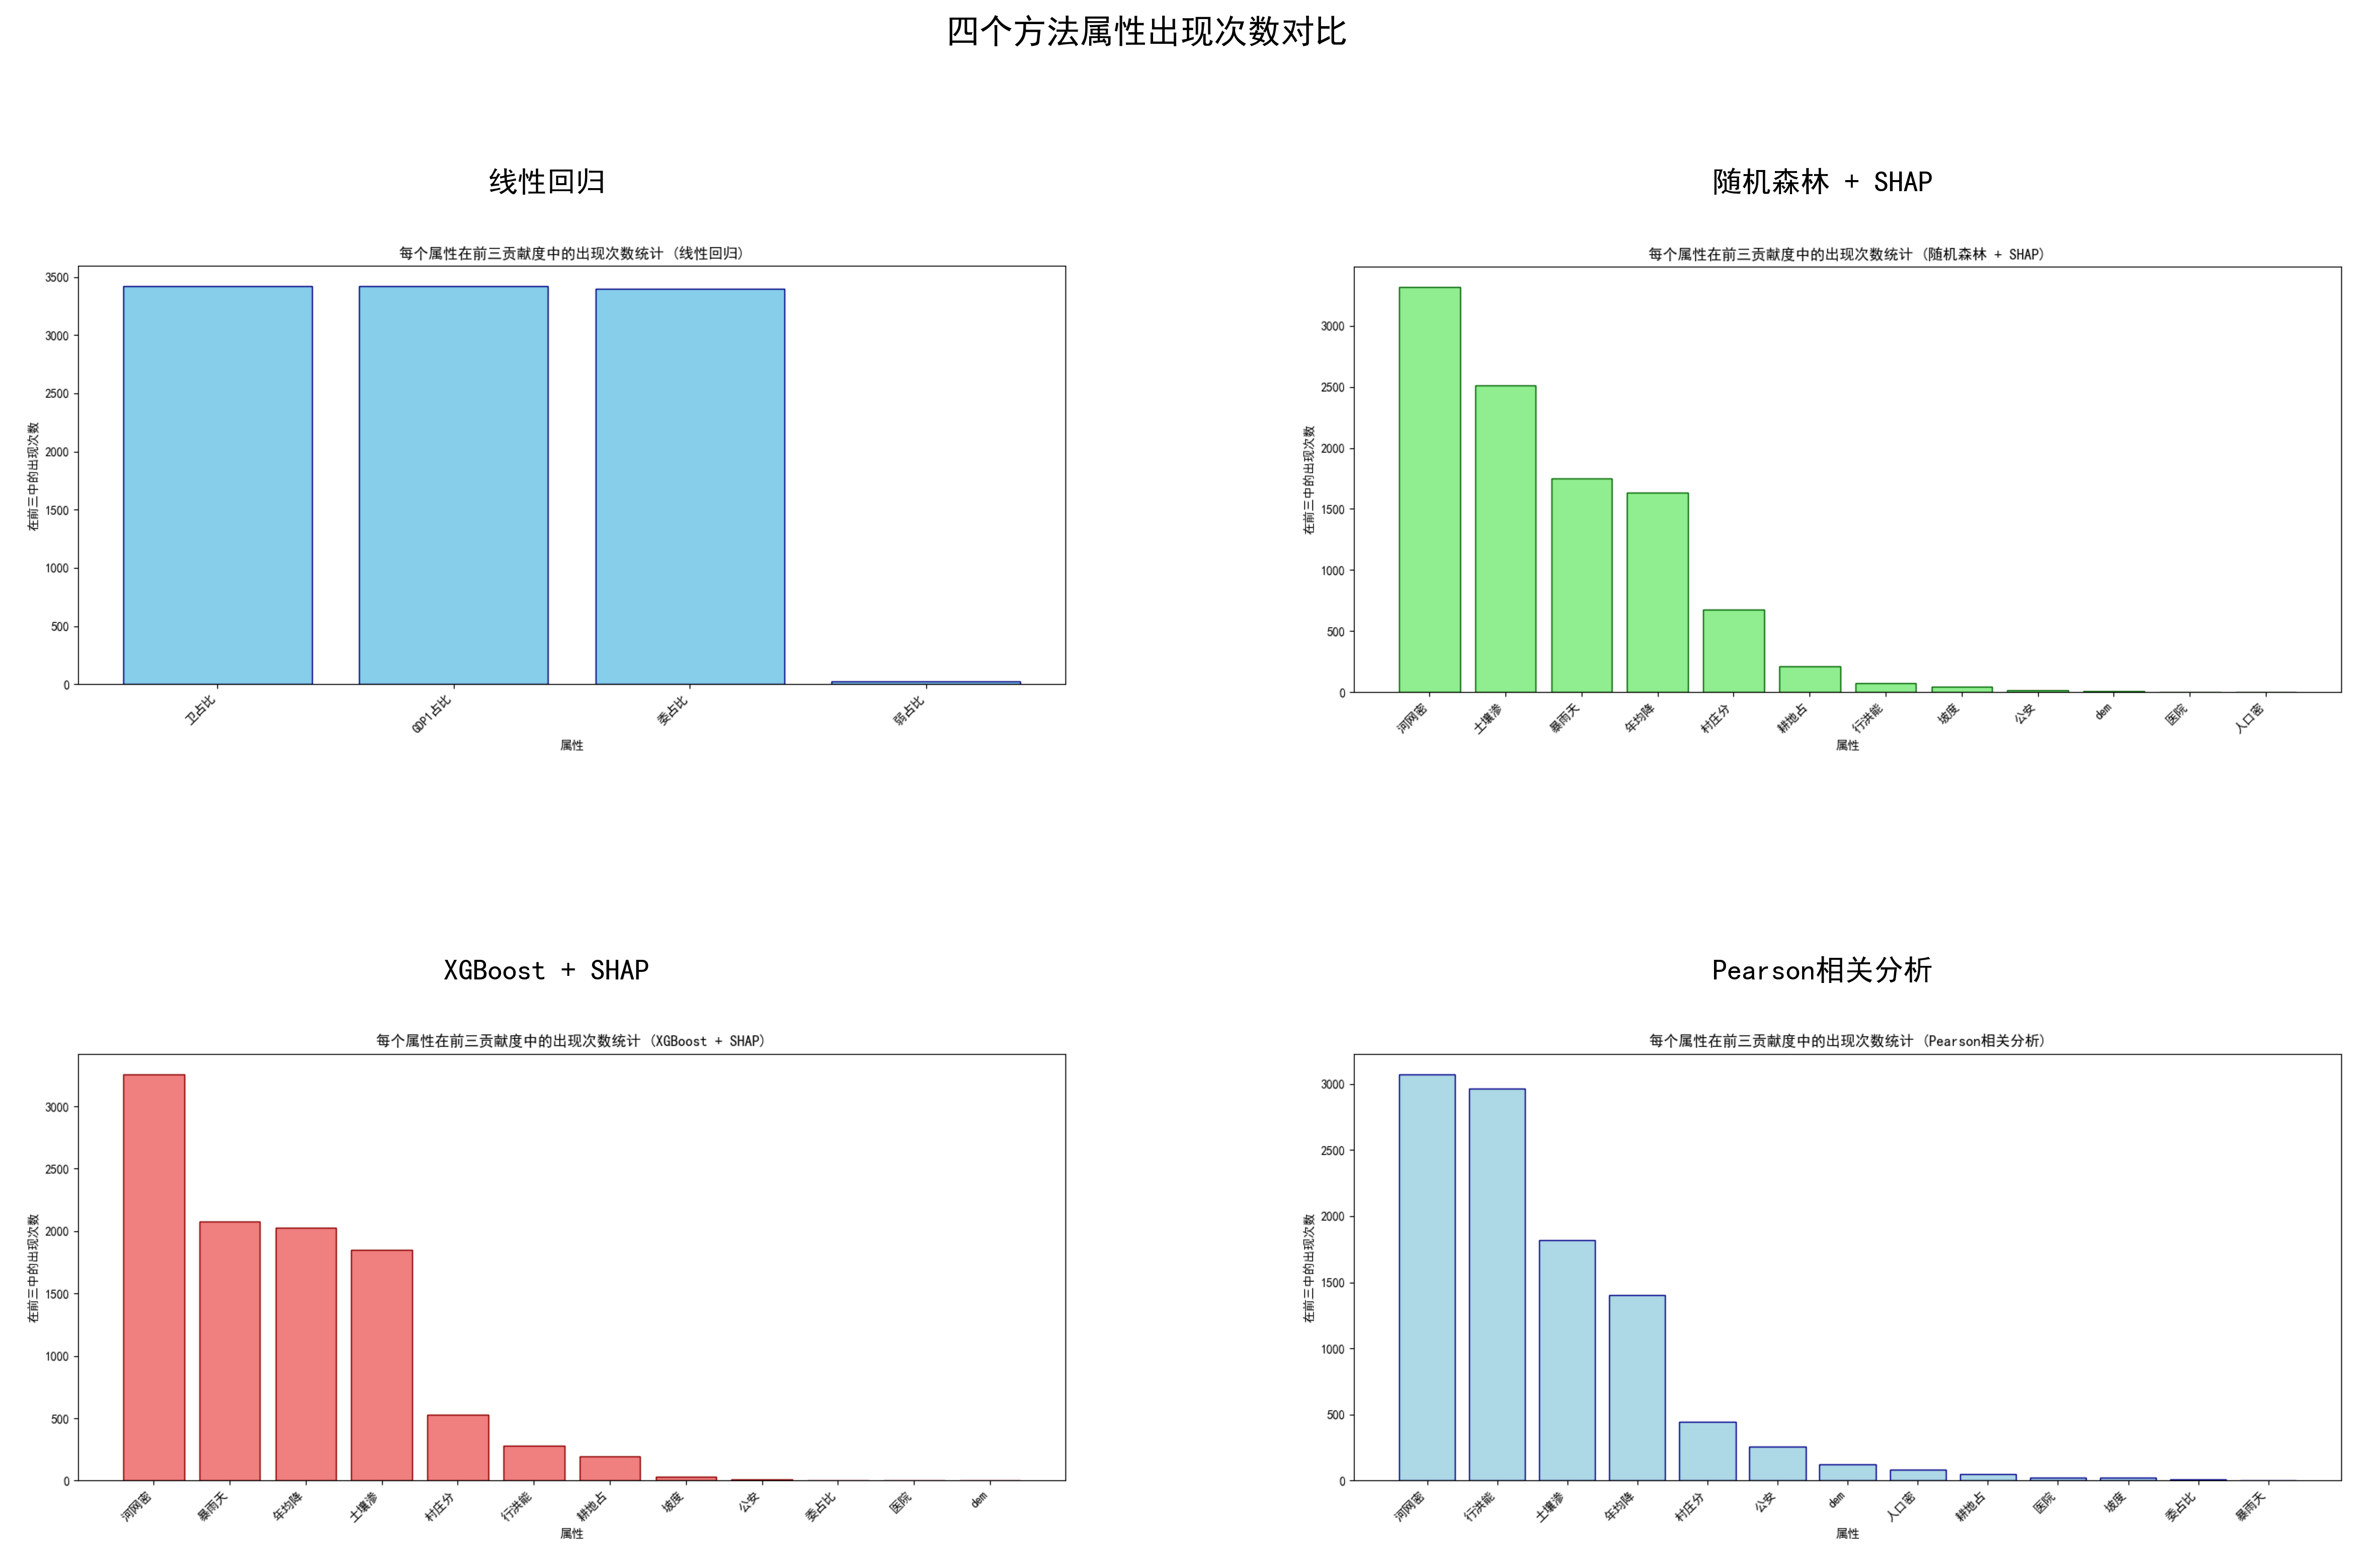 四个方法属性出现次数对比
线性回归
每个属性在前三贡献度中的出现次数统计 (线性回归)
在前三中的出现次数
3500
3000
2500
2000
1500
1000
500
0
卫占比
GDP1占比
委占比
弱占比
属性
随机森林 + SHAP
每个属性在前三贡献度中的出现次数统计 (随机森林 + SHAP)
在前三中的出现次数
3000
2500
2000
1500
1000
500
0
河网密
土壤渗
暴雨天
年均降
村庄分
耕地占
行洪能
坡度
公安
dem
医院
人口密
属性
XGBoost + SHAP
每个属性在前三贡献度中的出现次数统计 (XGBoost + SHAP)
在前三中的出现次数
3000
2500
2000
1500
1000
500
0
河网密
暴雨天
年均降
土壤渗
村庄分
行洪能
耕地占
坡度
公安
委占比
医院
dem
属性
Pearson相关分析
每个属性在前三贡献度中的出现次数统计 (Pearson相关分析)
在前三中的出现次数
3000
2500
2000
1500
1000
500
0
河网密
行洪能
土壤渗
年均降
村庄分
公安
dem
人口密
耕地占
医院
坡度
委占比
暴雨天
属性